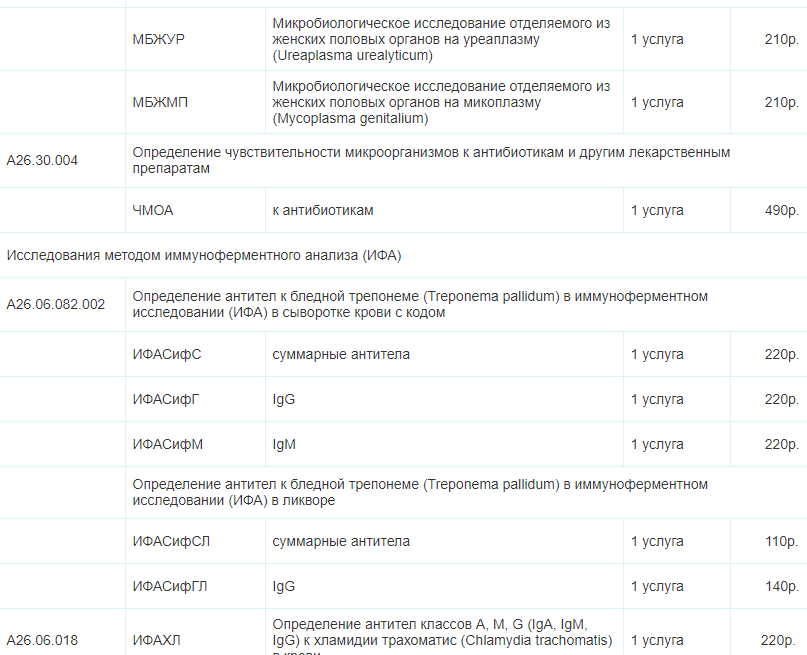 МБЖУР
Микробиологическое исследование отделяемого из
женских половых органов на уреаплазму
(Ureaplasma urealyticum)
1 услуга
210р.
МБЖМП
Микробиологическое исследование отделяемого из
женских половых органов на микоплазму
(Mycoplasma genitalium)
1 услуга
210р.
А26.30.004
Определение чувствительности микроорганизмов к антибиотикам и другим лекарственным
препаратам
ЧМОА
к антибиотикам
1 услуга
490р.
Исследования методом иммуноферментного анализа (ИФА)
А26.06.082.002
Определение антител к бледной трепонеме (Treponema pallidum) в иммуноферментном
исследовании (ИФА) в сыворотке крови с кодом
ИФАСифС
суммарные антитела
1 услуга
220р.
ИФАСифГ
IgG
1 услуга
220р.
ИФАСифМ
IgM
1 услуга
220р.
Определение антител к бледной трепонеме (Treponema pallidum) в иммуноферментном
исследовании (ИФА) в ликворе
ИФАСифСЛ
суммарные антитела
1 услуга
110р.
ИФАСифГЛ
IgG
1 услуга
140р.
А26.06.018
ИФАХЛ
Определение антител классов A, M, G (IgA, IgM,
IgG) к хламидии трахоматис (Chlamydia trachomatis)
в крови
1 услуга
220р.